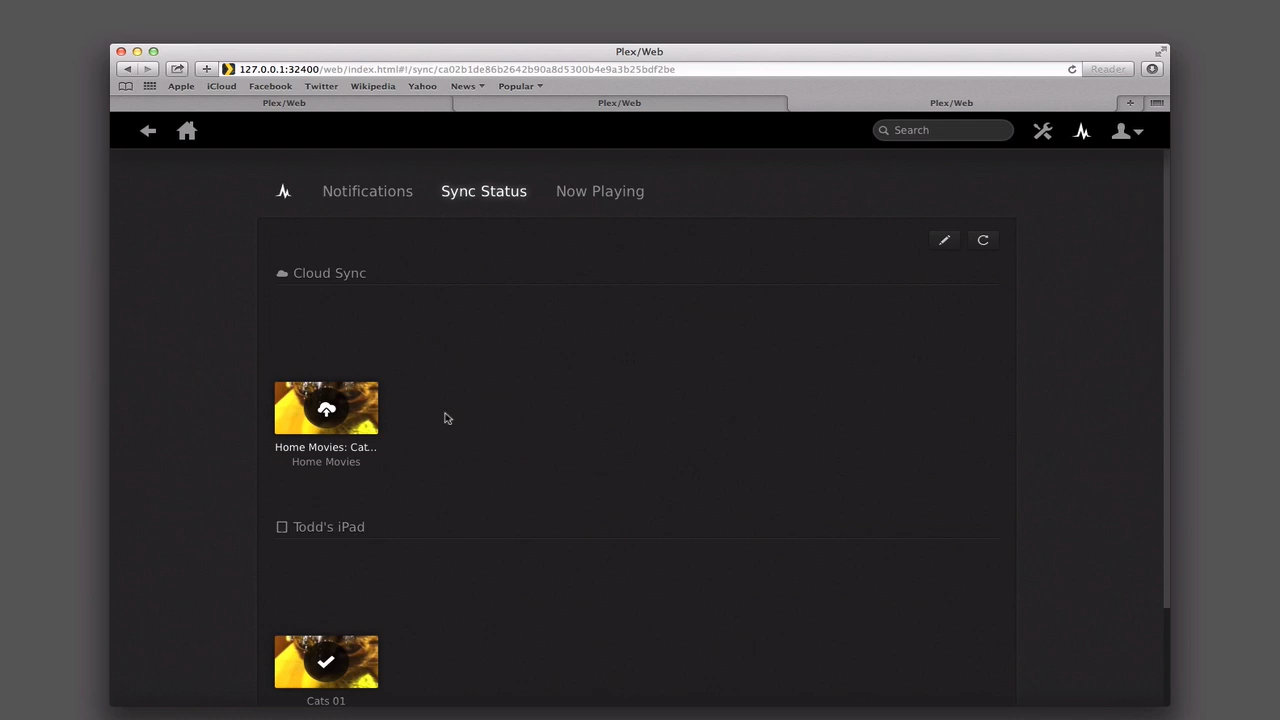 Plex/Web
127.0.0.1:32400/web/index.html#!/sync/ca02b1de86b2642b90a8d5300b4e9a3b25bdf2be
Reader
Apple iCloud Facebook Twitter Wikipedia Yahoo News Popular
Plex/Web Plex/Web Plex/Web
Search
Notifications Sync Status Now Playing
Cloud Sync
Home Movies: Cat...
Home Movies
Todd's iPad
Cats 01